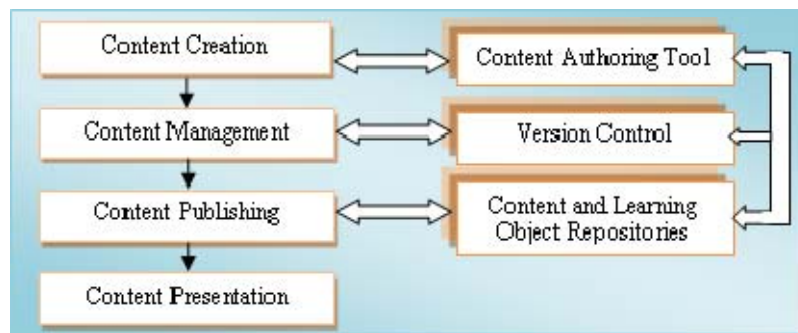 Content Creation
Content Authoring Tool
Content Management
Version Control
Content Publishing
Content and Learning
Object Repositories
Content Presentation